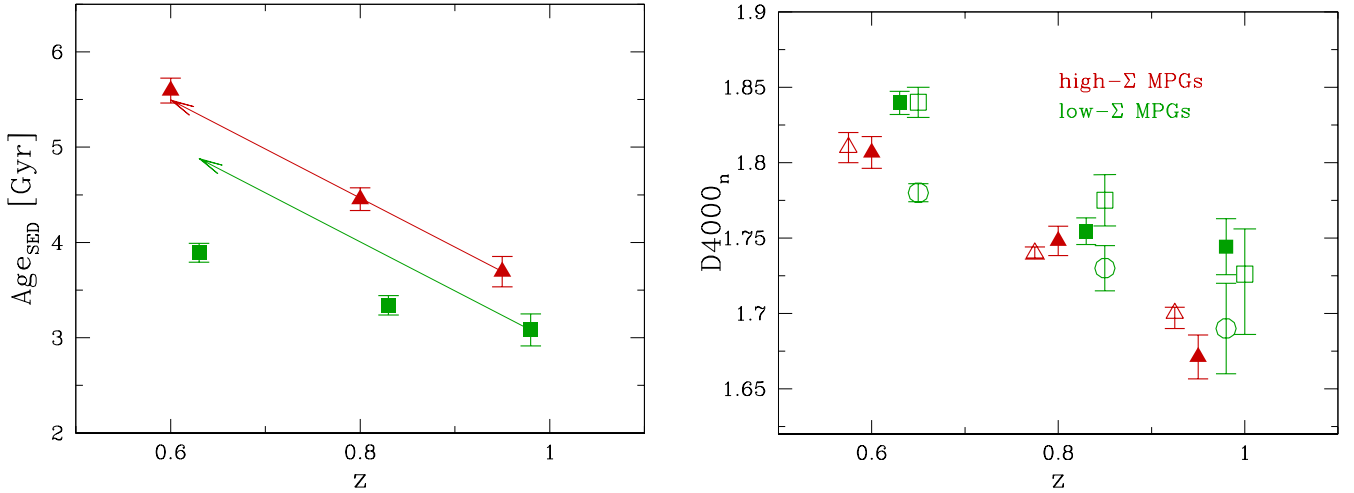 6
5
4
3
2
Age_SED [Gyr]
0.6
0.8
1
z
1.9
1.85
1.8
1.75
1.7
1.65
D4000_n
high−Σ MPGs
low−Σ MPGs
0.6
0.8
1
z